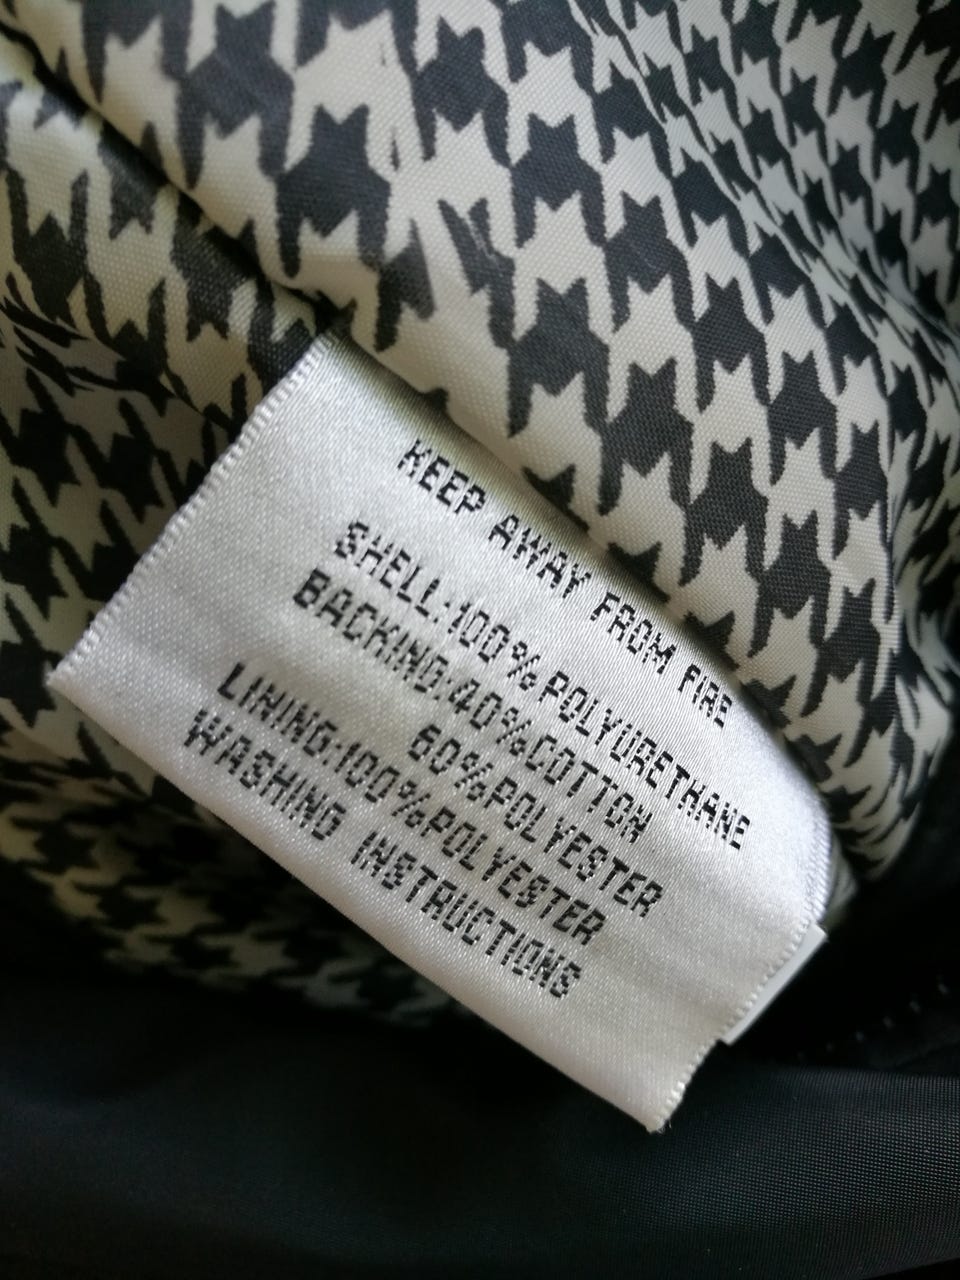 KEEP AWAY FROM FIRE
SHELL:100%POLYURETHANE
BACKING:40%COTTON
60%POLYESTER
LINING:100%POLYESTER
WASHING INSTRUCTIONS